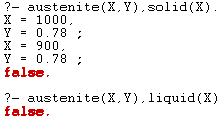 ?- austenite(X,Y),solid(X).
X = 1000,
Y = 0.78 ;
X = 900,
Y = 0.78 ;
false.
?- austenite(X,Y),liquid(X)
false.